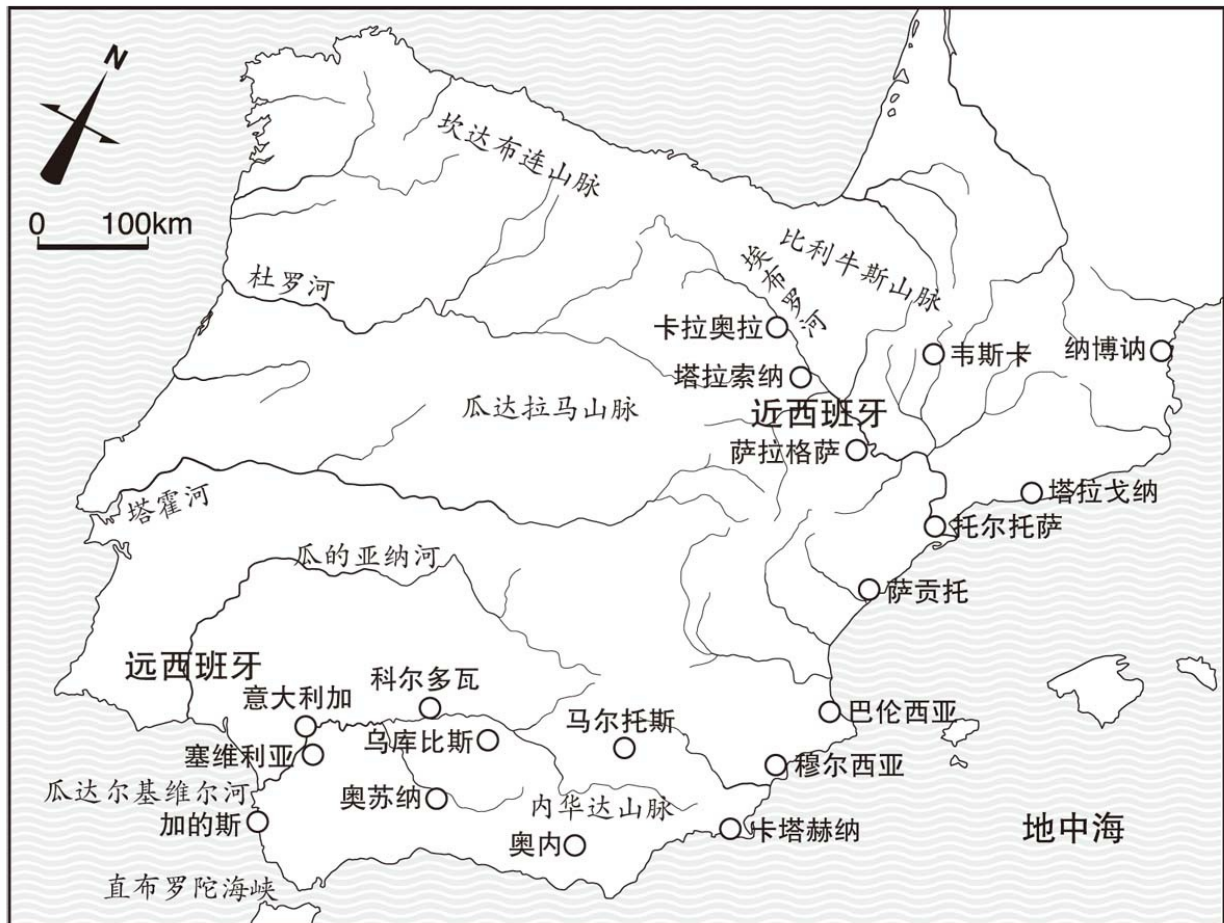 N
0 100km
坎达布连山脉
杜罗河
比利牛斯山脉
埃布罗河
卡拉奥拉
韦斯卡
纳博讷
塔拉索纳
瓜达拉马山脉
近西班牙
萨拉格萨
塔拉戈纳
塔霍河
托尔托萨
瓜的亚纳河
萨贡托
远西班牙
科尔多瓦
意大利加
马尔托斯
巴伦西亚
塞维利亚
乌库比斯
穆尔西亚
瓜达尔基维尔河
奥苏纳
内华达山脉
加的斯
卡塔赫纳
地中海
奥内
直布罗陀海峡